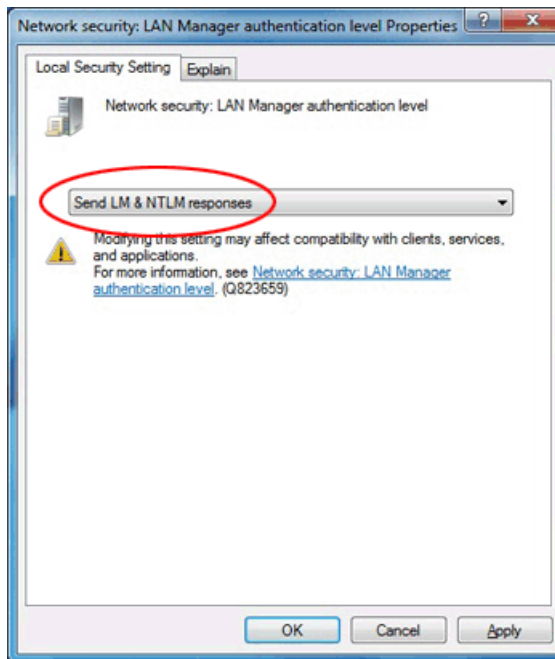 Network security: LAN Manager authentication level Properties
Local Security Setting
Explain
Network security: LAN Manager authentication level
Send LM & NTLM responses
Modifying this setting may affect compatibility with clients, services,
and applications.
For more information, see Network security: LAN Manager
authentication level. (Q823659)
OK
Cancel
Apply